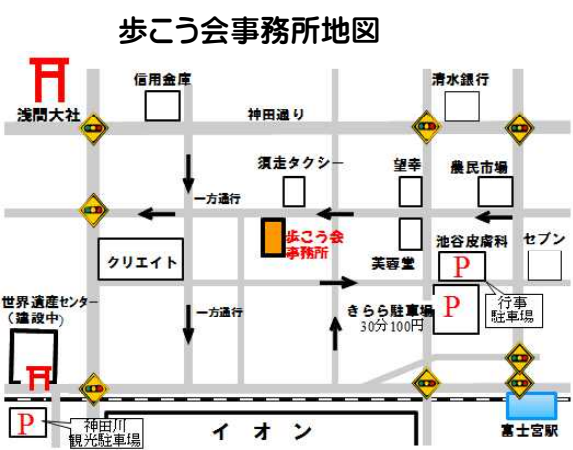 歩こう会事務所地図
信用金庫
清水銀行
浅間大社
神田通り
須走タクシー
望幸
農民市場
一方通行
歩こう会
事務所
池谷皮膚科
セブン
クリエイト
芙蓉堂
P
世界遺産センター
(建設中)
一方通行
きらら駐車場
30分100円
P
行事
駐車場
P
神田川
観光駐車場
イオン
富士宮駅